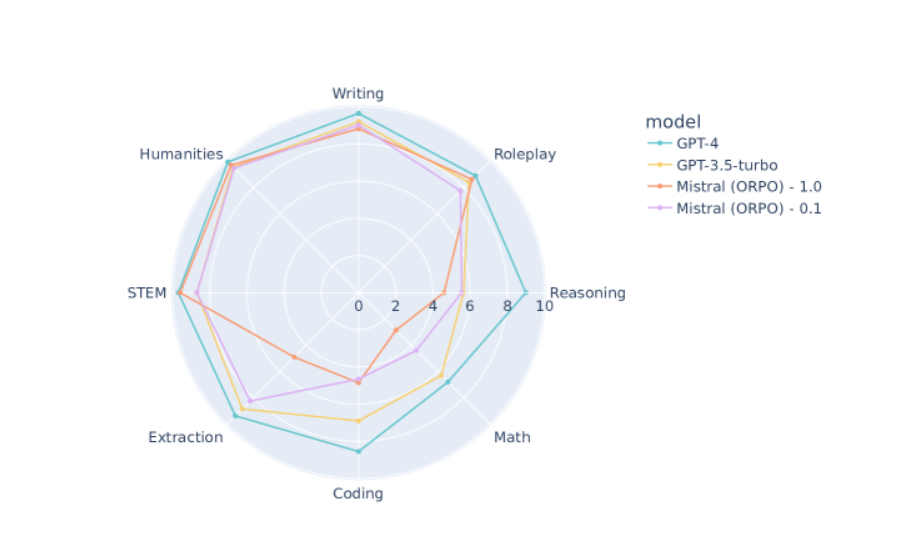 Writing
Humanities
Roleplay
STEM
0 2 4 6 8 10
Reasoning
Extraction
Math
Coding
model
GPT-4
GPT-3.5-turbo
Mistral (ORPO) - 1.0
Mistral (ORPO) - 0.1